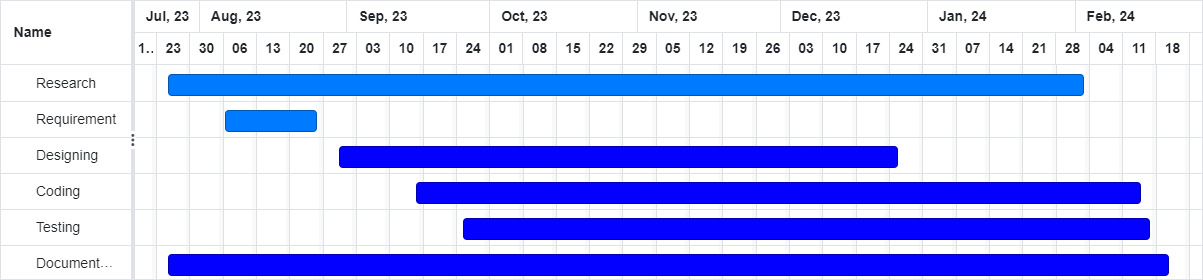 Name
Jul, 23 Aug, 23 Sep, 23 Oct, 23 Nov, 23 Dec, 23 Jan, 24 Feb, 24
1.. 23 30 06 13 20 27 03 10 17 24 01 08 15 22 29 05 12 19 26 03 10 17 24 31 07 14 21 28 04 11 18
Research
Requirement
Designing
Coding
Testing
Document...